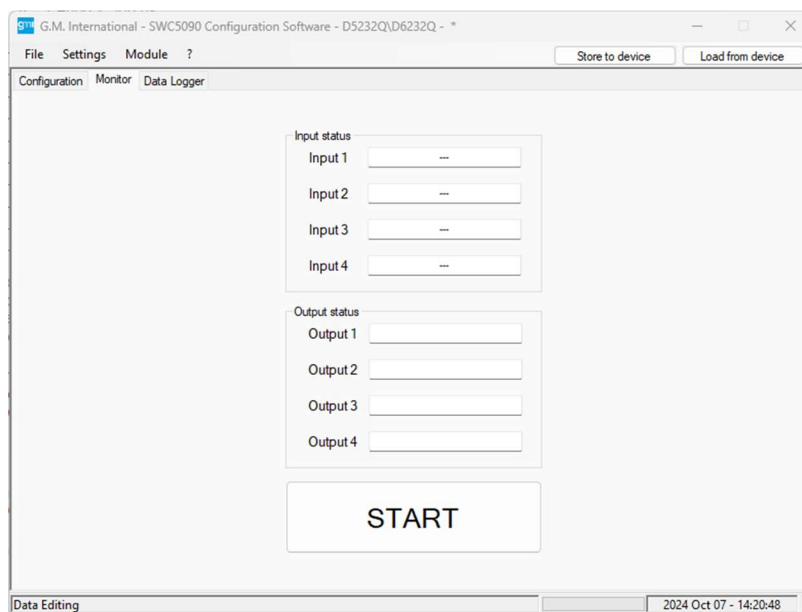 gmi G.M. International - SWC5090 Configuration Software - D5232Q\D6232Q - *
File Settings Module ? Store to device Load from device
Configuration Monitor Data Logger
Input status
Input 1 ---
Input 2 ---
Input 3 ---
Input 4 ---
Output status
Output 1
Output 2
Output 3
Output 4
START
Data Editing 2024 Oct 07 - 14:20:48